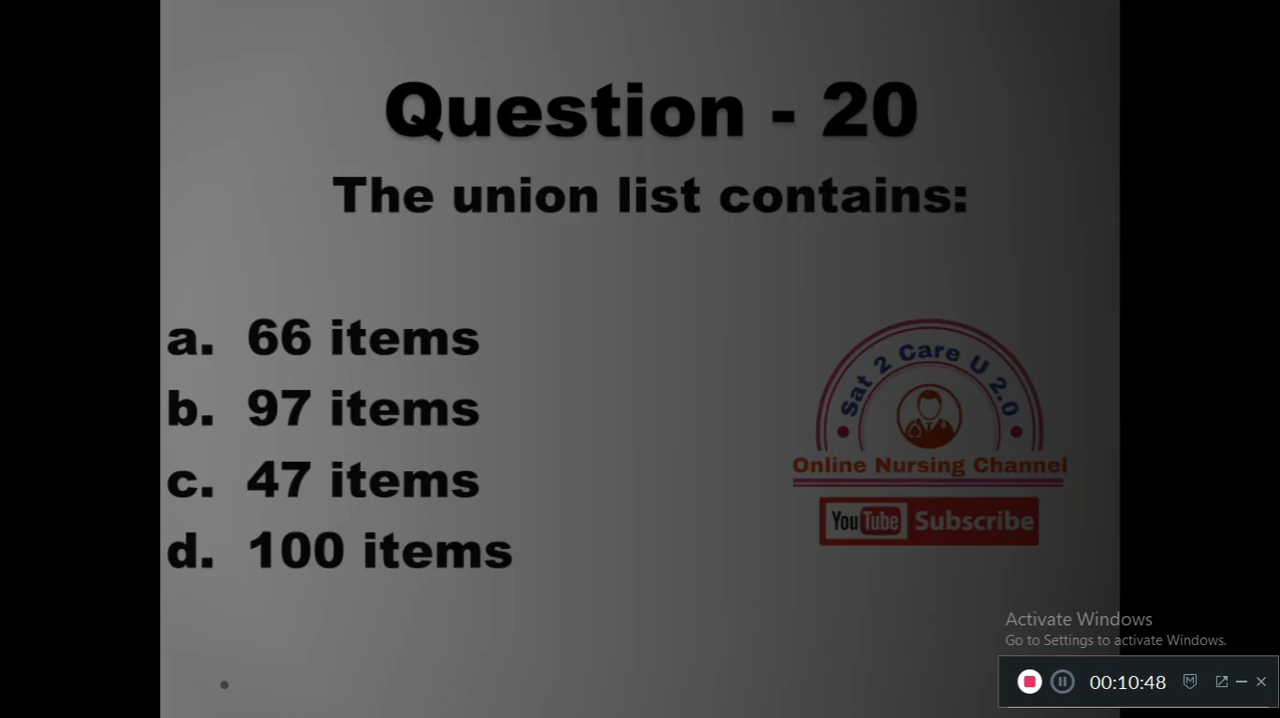 Question - 20
The union list contains:
a. 66 items
b. 97 items
c. 47 items
d. 100 items
Sat 2 Care U 2.0
Online Nursing Channel
YouTube Subscribe
Activate Windows
Go to Settings to activate Windows.
00:10:48